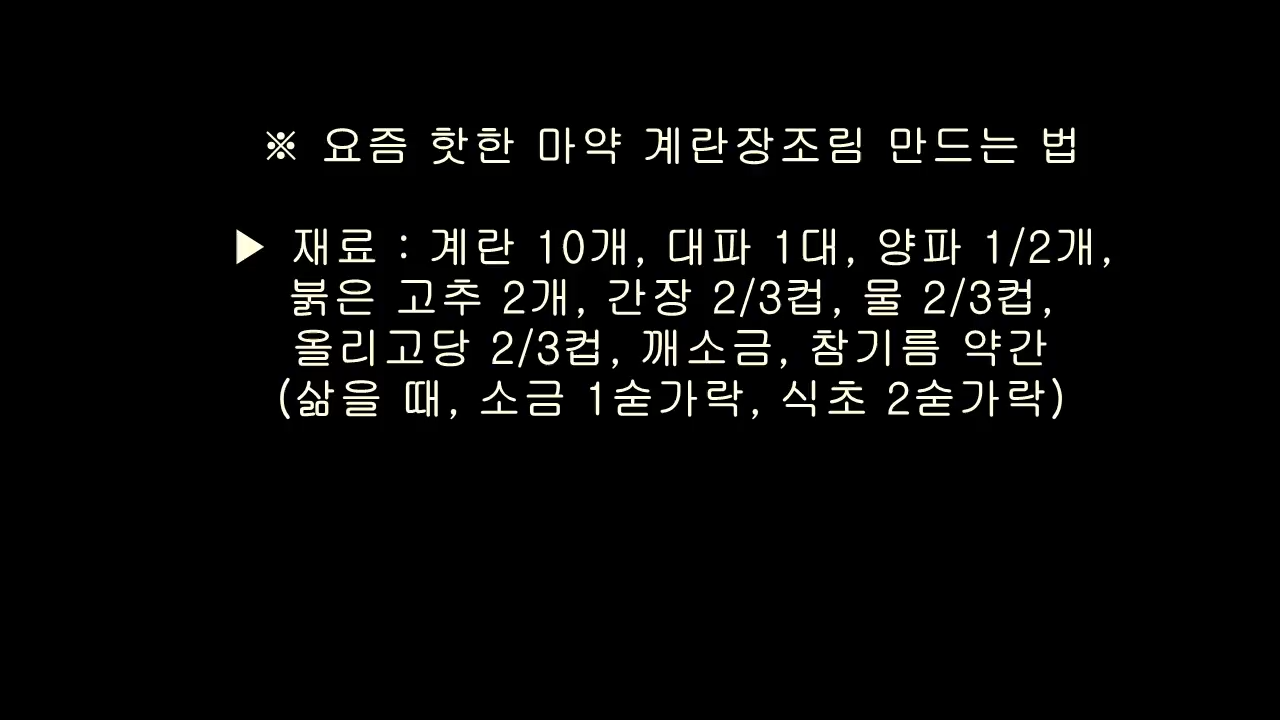 ※ 요즘 핫한 마약 계란장조림 만드는 법
▶ 재료 : 계란 10개, 대파 1대, 양파 1/2개,
붉은 고추 2개, 간장 2/3컵, 물 2/3컵,
올리고당 2/3컵, 깨소금, 참기름 약간
(삶을 때, 소금 1숟가락, 식초 2숟가락)